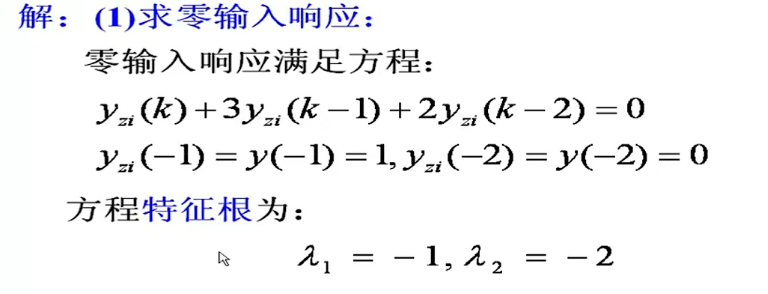 解：(1)求零输入响应：
零输入响应满足方程：
y_{zi}(k)+3y_{zi}(k-1)+2y_{zi}(k-2)=0
y_{zi}(-1)=y(-1)=1, y_{zi}(-2)=y(-2)=0
方程特征根为：
λ_1 = -1, λ_2 = -2